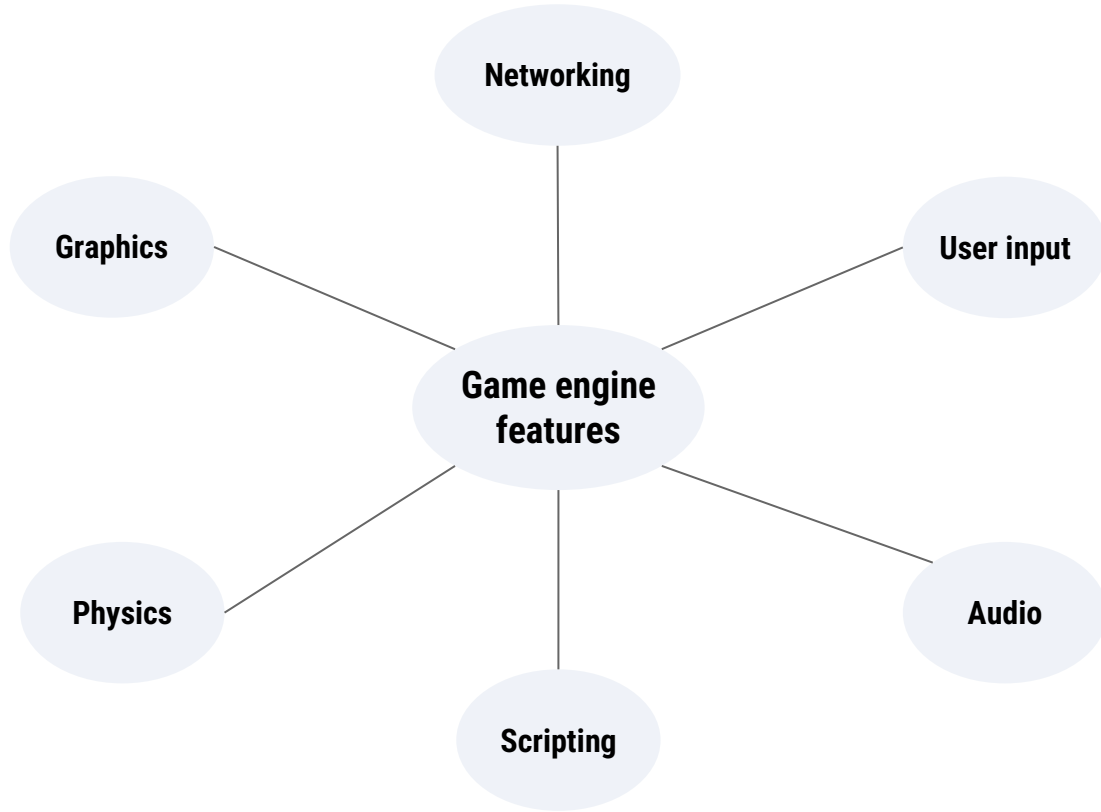 Networking
Graphics
User input
Game engine
features
Physics
Audio
Scripting